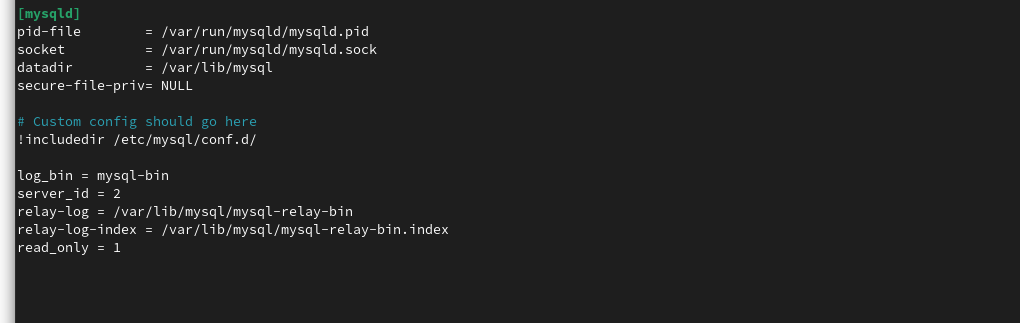 [mysqld]
pid-file        = /var/run/mysqld/mysqld.pid
socket          = /var/run/mysqld/mysqld.sock
datadir         = /var/lib/mysql
secure-file-priv= NULL
# Custom config should go here
!includedir /etc/mysql/conf.d/
log_bin = mysql-bin
server_id = 2
relay-log = /var/lib/mysql/mysql-relay-bin
relay-log-index = /var/lib/mysql/mysql-relay-bin.index
read_only = 1